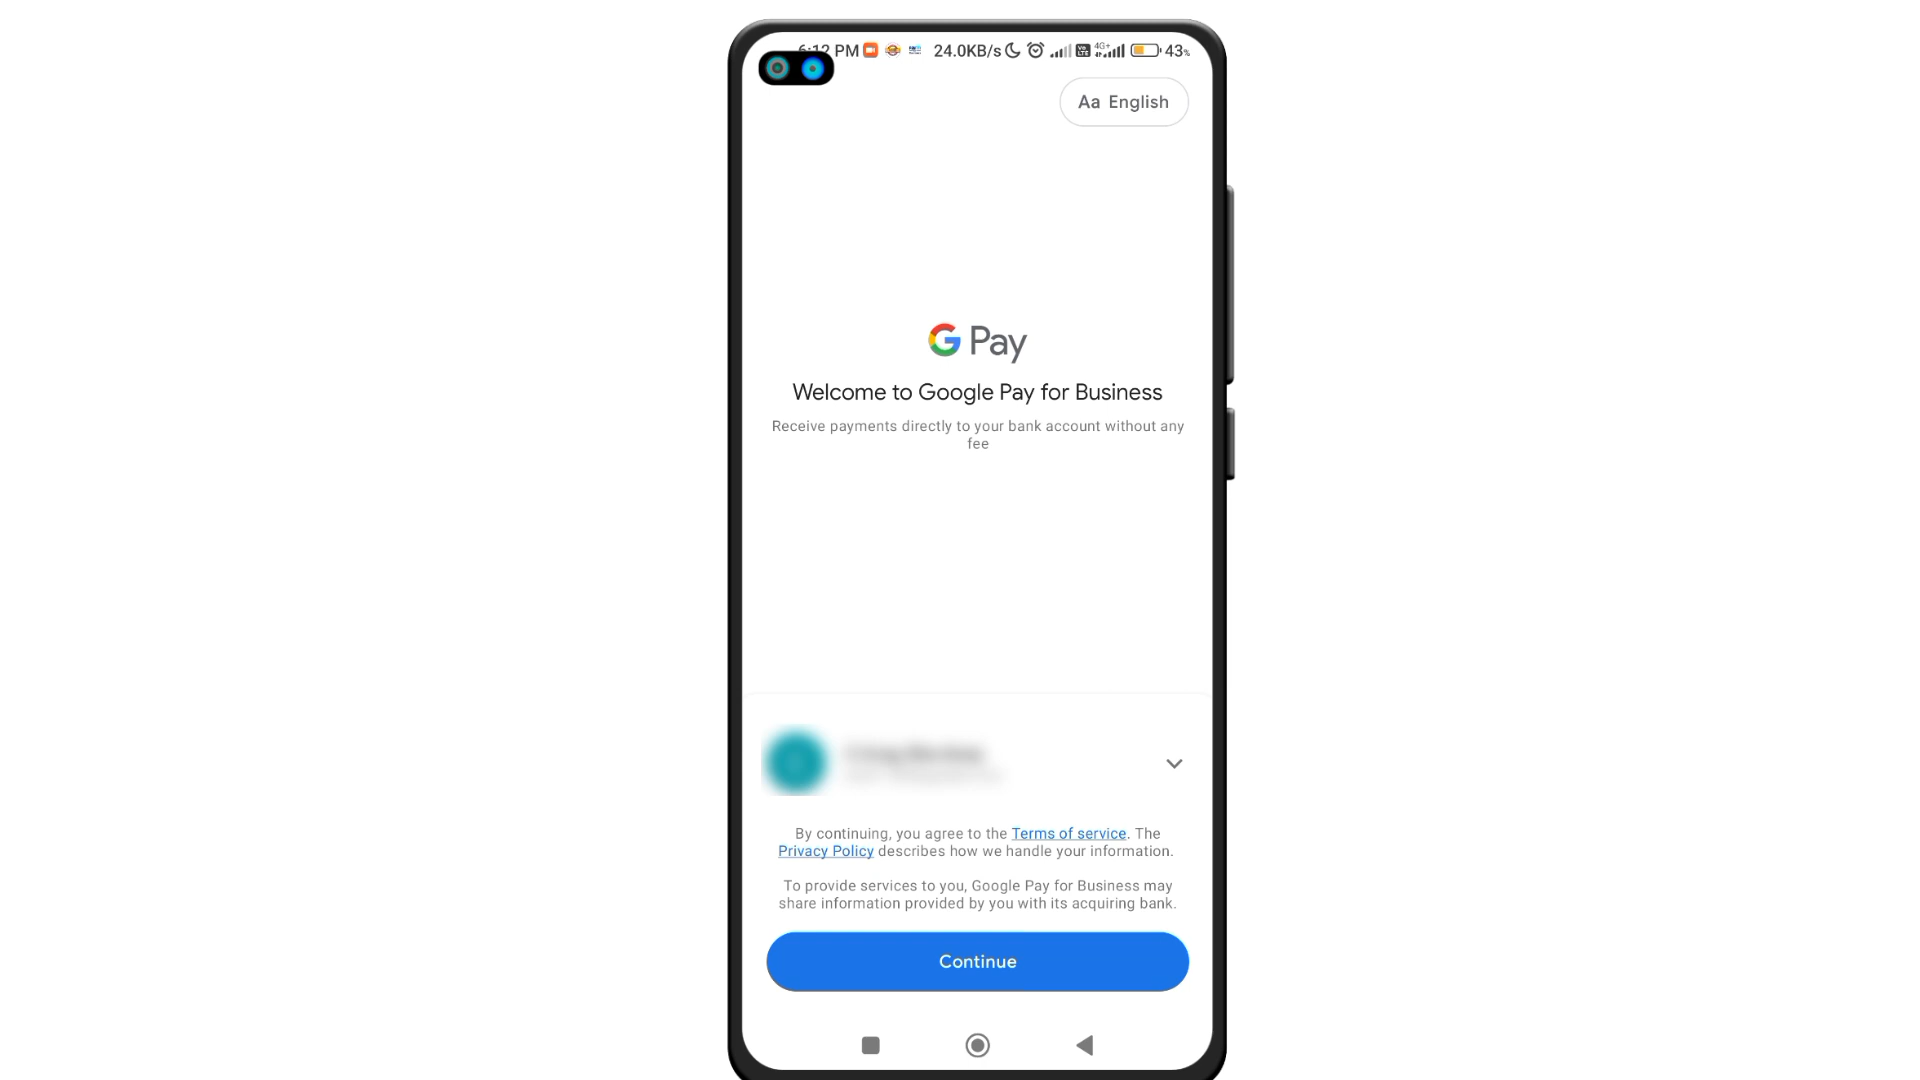 PM 24.0KB/s 4G+ 43%
Aa English
G Pay
Welcome to Google Pay for Business
Receive payments directly to your bank account without any
fee
By continuing, you agree to the Terms of service. The
Privacy Policy describes how we handle your information.
To provide services to you, Google Pay for Business may
share information provided by you with its acquiring bank.
Continue